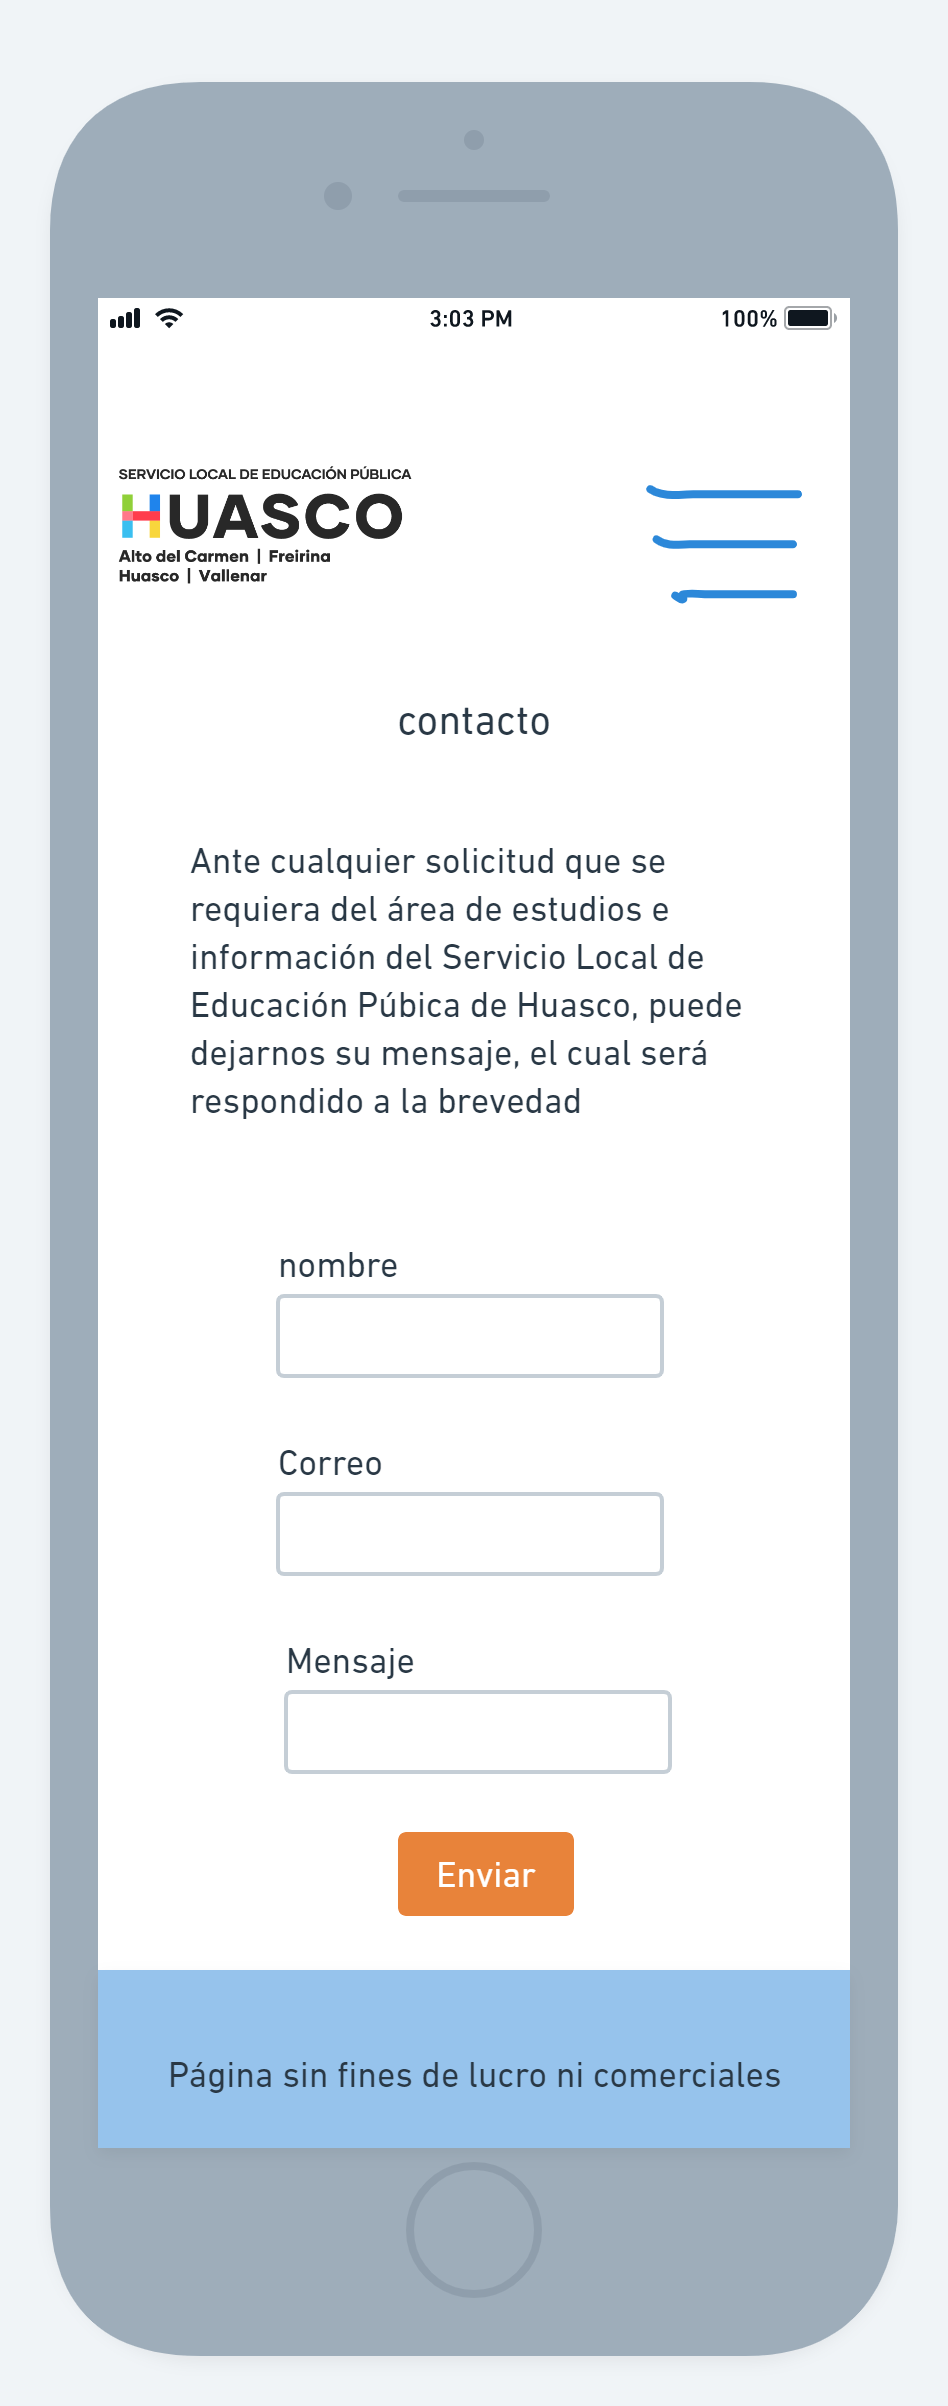 3:03 PM 100%
SERVICIO LOCAL DE EDUCACIÓN PÚBLICA
HUASCO
Alto del Carmen | Freirina
Huasco | Vallenar
contacto
Ante cualquier solicitud que se
requiera del área de estudios e
información del Servicio Local de
Educación Púbica de Huasco, puede
dejarnos su mensaje, el cual será
respondido a la brevedad
nombre
Correo
Mensaje
Enviar
Página sin fines de lucro ni comerciales